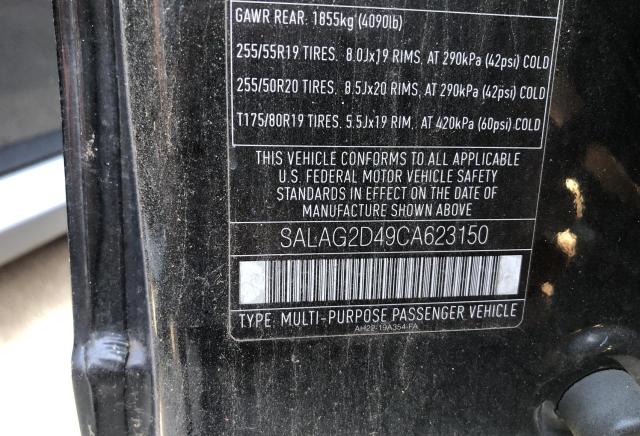 GAWR REAR: 1855kg (4090lb)
255/55R19 TIRES. 8.0Jx19 RIMS, AT 290kPa (42psi) COLD
255/50R20 TIRES. 8.5Jx20 RIMS, AT 290kPa (42psi) COLD
T175/80R19 TIRES. 5.5Jx19 RIM, AT 420kPa (60psi) COLD
THIS VEHICLE CONFORMS TO ALL APPLICABLE
U.S. FEDERAL MOTOR VEHICLE SAFETY
STANDARDS IN EFFECT ON THE DATE OF
MANUFACTURE SHOWN ABOVE
SALAG2D49CA623150
TYPE: MULTI-PURPOSE PASSENGER VEHICLE
AH22-19A354-FA